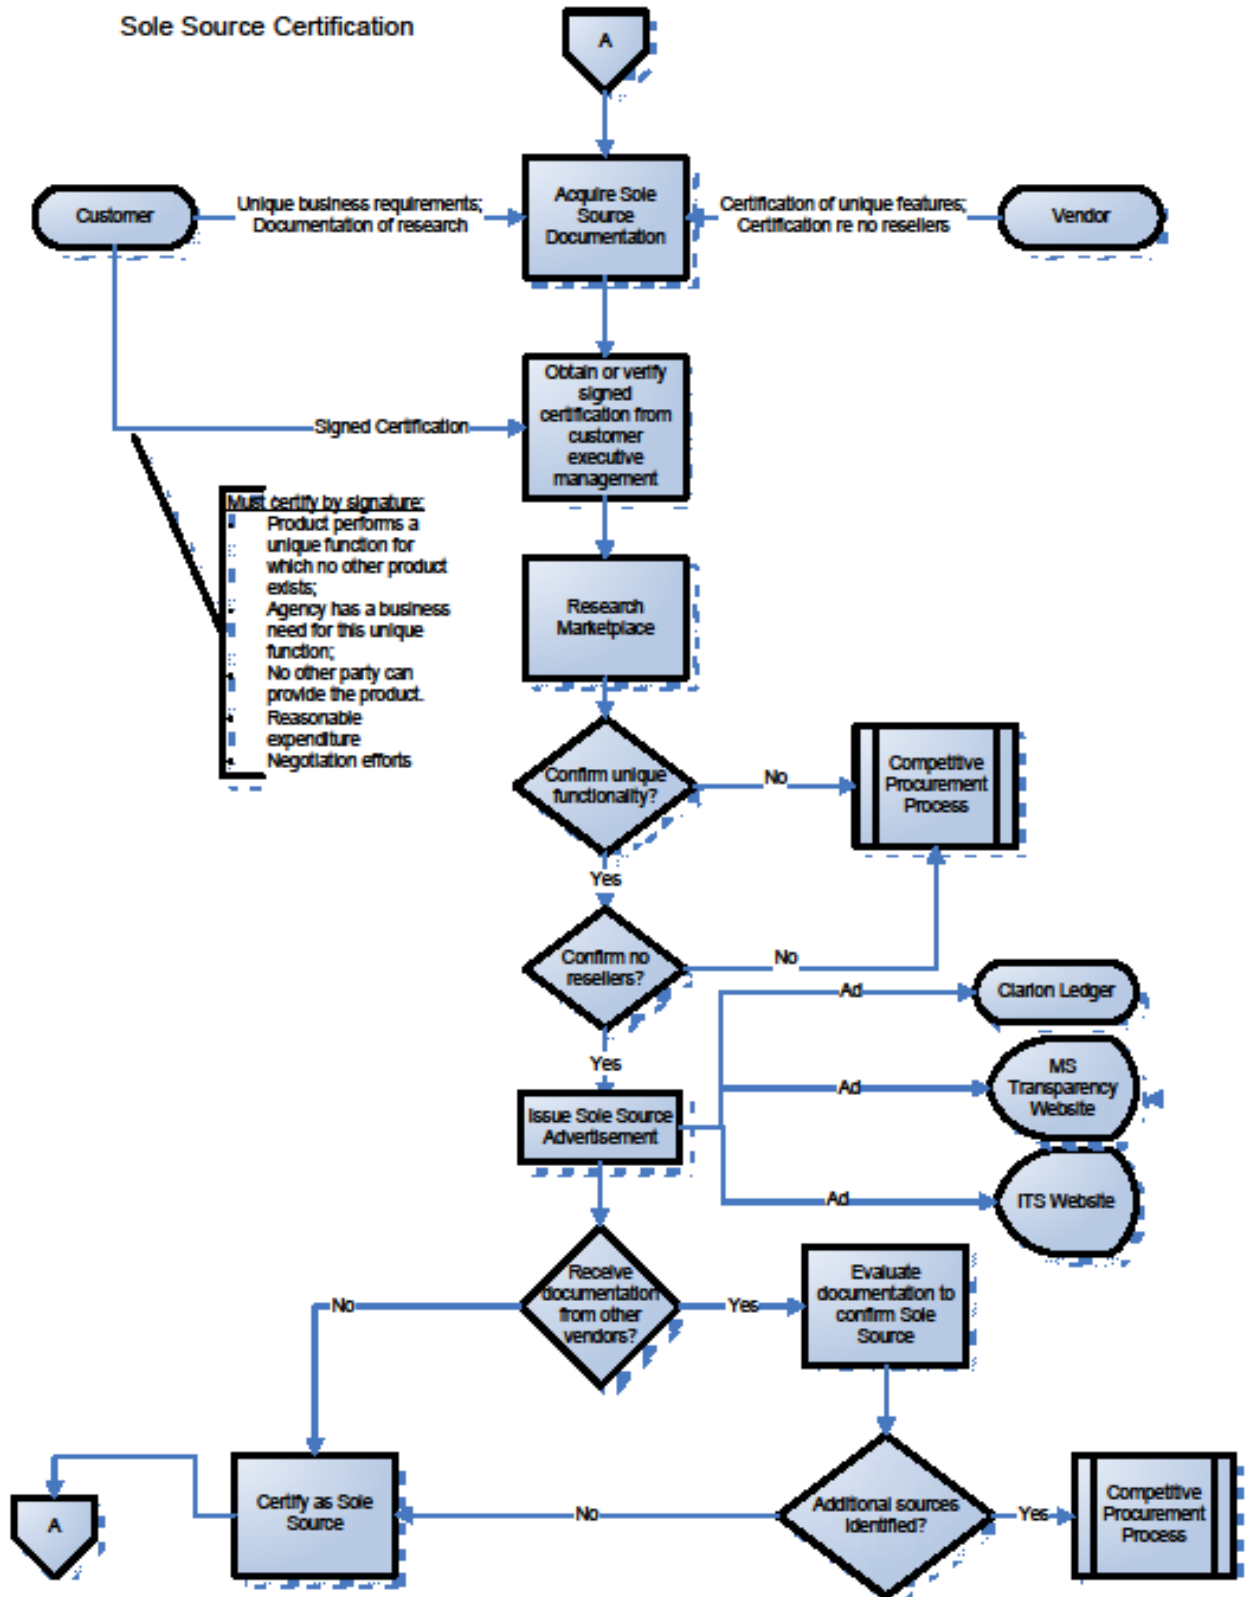 Sole Source Certification
A
Customer
Unique business requirements;
Documentation of research
Acquire Sole
Source
Documentation
Certification of unique features;
Certification re no resellers
Vendor
Obtain or verify
signed
certification from
customer
executive
management
Signed Certification
Must certify by signature:
Product performs a
unique function for
which no other product
exists;
Agency has a business
need for this unique
function;
No other party can
provide the product.
Reasonable
expenditure
Negotiation efforts
Research
Marketplace
Confirm unique
functionality?
No
Competitive
Procurement
Process
Yes
Confirm no
resellers?
No
Yes
Ad
Clarion Ledger
Ad
MS
Transparency
Website
Issue Sole Source
Advertisement
Ad
ITS Website
Receive
documentation
from other
vendors?
No
Yes
Evaluate
documentation to
confirm Sole
Source
A
Certify as Sole
Source
No
Additional sources
identified?
Yes
Competitive
Procurement
Process